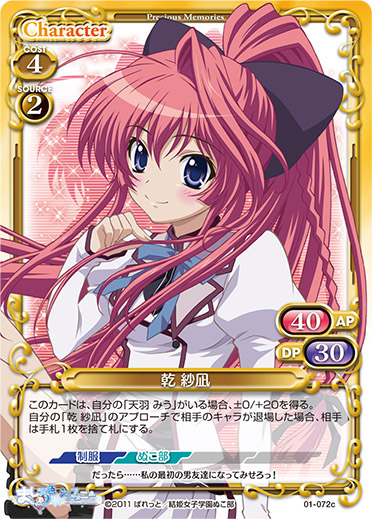 Precious Memories
Character
COST
4
SOURCE
2
40 AP
DP 30
乾 紗凪
このカードは、自分の「天羽 みう」がいる場合、±0/+20を得る。
自分の「乾 紗凪」のアプローチで相手のキャラが退場した場合、相手
は手札1枚を捨て札にする。
制服 ぬこ部
だったら……私の最初の男友達になってみせろっ!
©2011 ぱれっと/結姫女子学園ぬこ部
01-072c